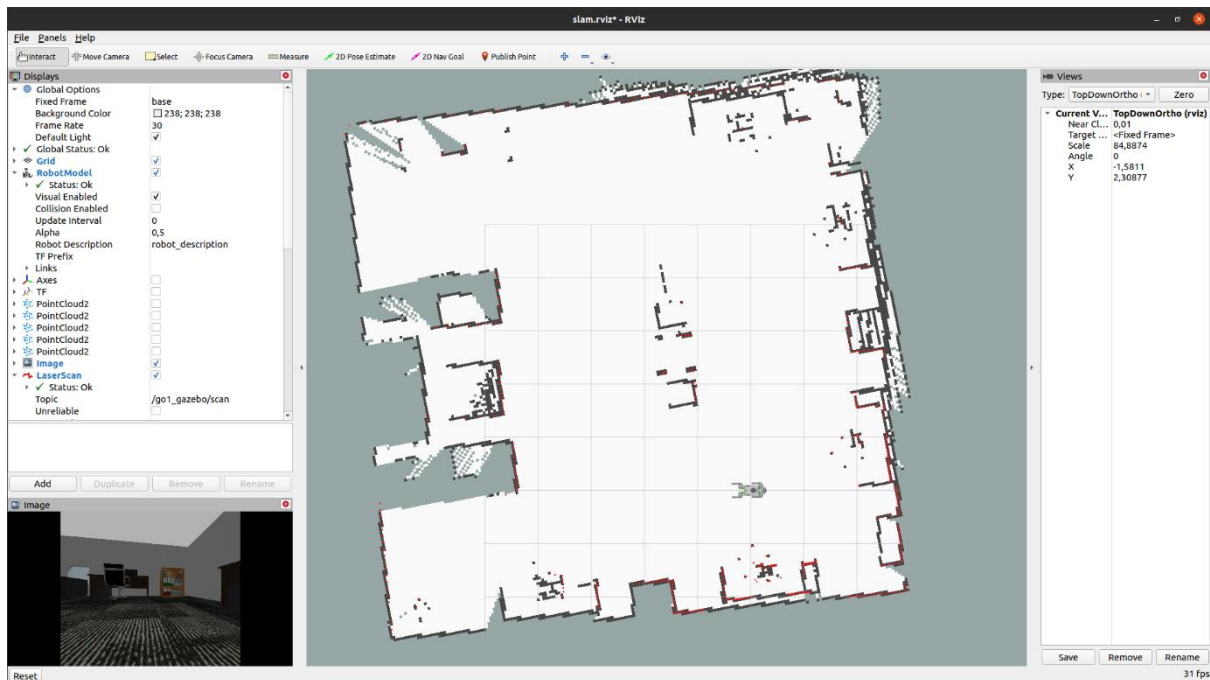 slam.rviz* - RViz
File Panels Help
Interact Move Camera Select Focus Camera Measure 2D Pose Estimate 2D Nav Goal Publish Point
Displays
Global Options
Fixed Frame base
Background Color 238; 238; 238
Frame Rate 30
Default Light
Global Status: Ok
Grid
RobotModel
Status: Ok
Visual Enabled
Collision Enabled
Update Interval 0
Alpha 0,5
Robot Description robot_description
TF Prefix
Links
Axes
TF
PointCloud2
PointCloud2
PointCloud2
PointCloud2
PointCloud2
Image
LaserScan
Status: Ok
Topic /go1_gazebo/scan
Unreliable
Add Duplicate Remove Rename
Image
Reset
Views
Type: TopDownOrtho Zero
Current V... TopDownOrtho (rviz)
Near Cl... 0,01
Target ... <Fixed Frame>
Scale 84,8874
Angle 0
X -1,5811
Y 2,30877
Save Remove Rename
31 fps